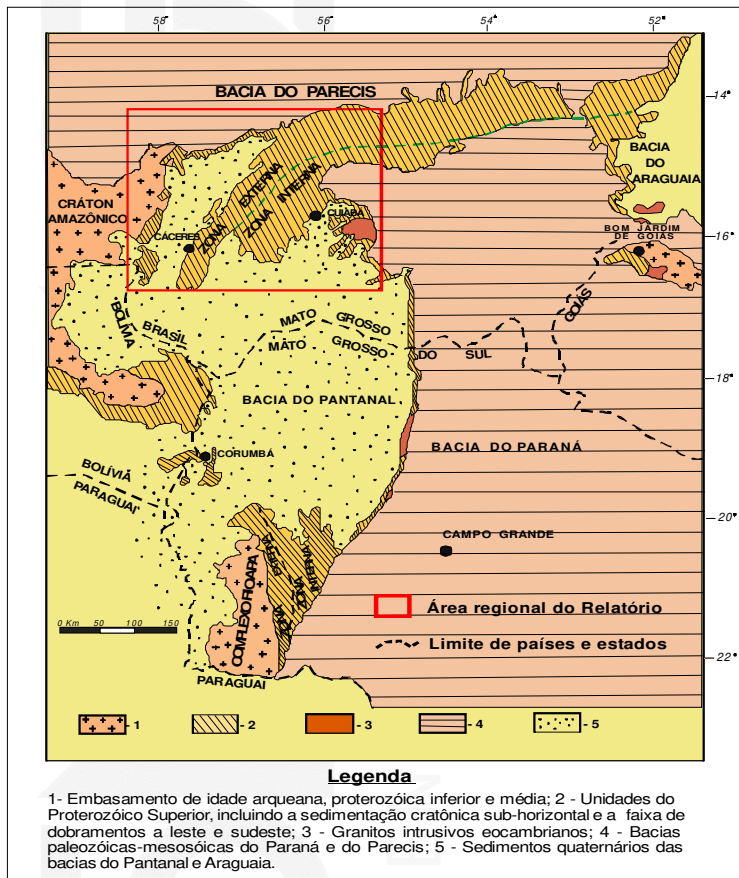 58°
56°
54°
52°
BACIA DO PARECIS
14°
BACIA
DO
ARAGUAIA
CRÁTON
AMAZÔNICO
ZONA EXTERNA
ZONA INTERNA
CUIABÁ
CÁCERES
BOM JARDIM
DE GOIÁS
16°
GOIÁS
BOLÍVIA
BRASIL
MATO GROSSO
MATO GROSSO DO SUL
18°
BACIA DO PANTANAL
BACIA DO PARANÁ
CORUMBÁ
BOLÍVIA
PARAGUAI
20°
CAMPO GRANDE
ZONA EXTERNA
ZONA INTERNA
COMPLEXO RIO APA
Área regional do Relatório
0 Km 50 100 150
Limite de países e estados
22°
PARAGUAI
- 1
- 2
- 3
- 4
- 5
Legenda
1- Embasamento de idade arqueana, proterozóica inferior e média; 2 - Unidades do
Proterozóico Superior, incluindo a sedimentação cratônica sub-horizontal e a faixa de
dobramentos a leste e sudeste; 3 - Granitos intrusivos eocambrianos; 4 - Bacias
paleozóicas-mesosóicas do Paraná e do Parecis; 5 - Sedimentos quaternários das
bacias do Pantanal e Araguaia.